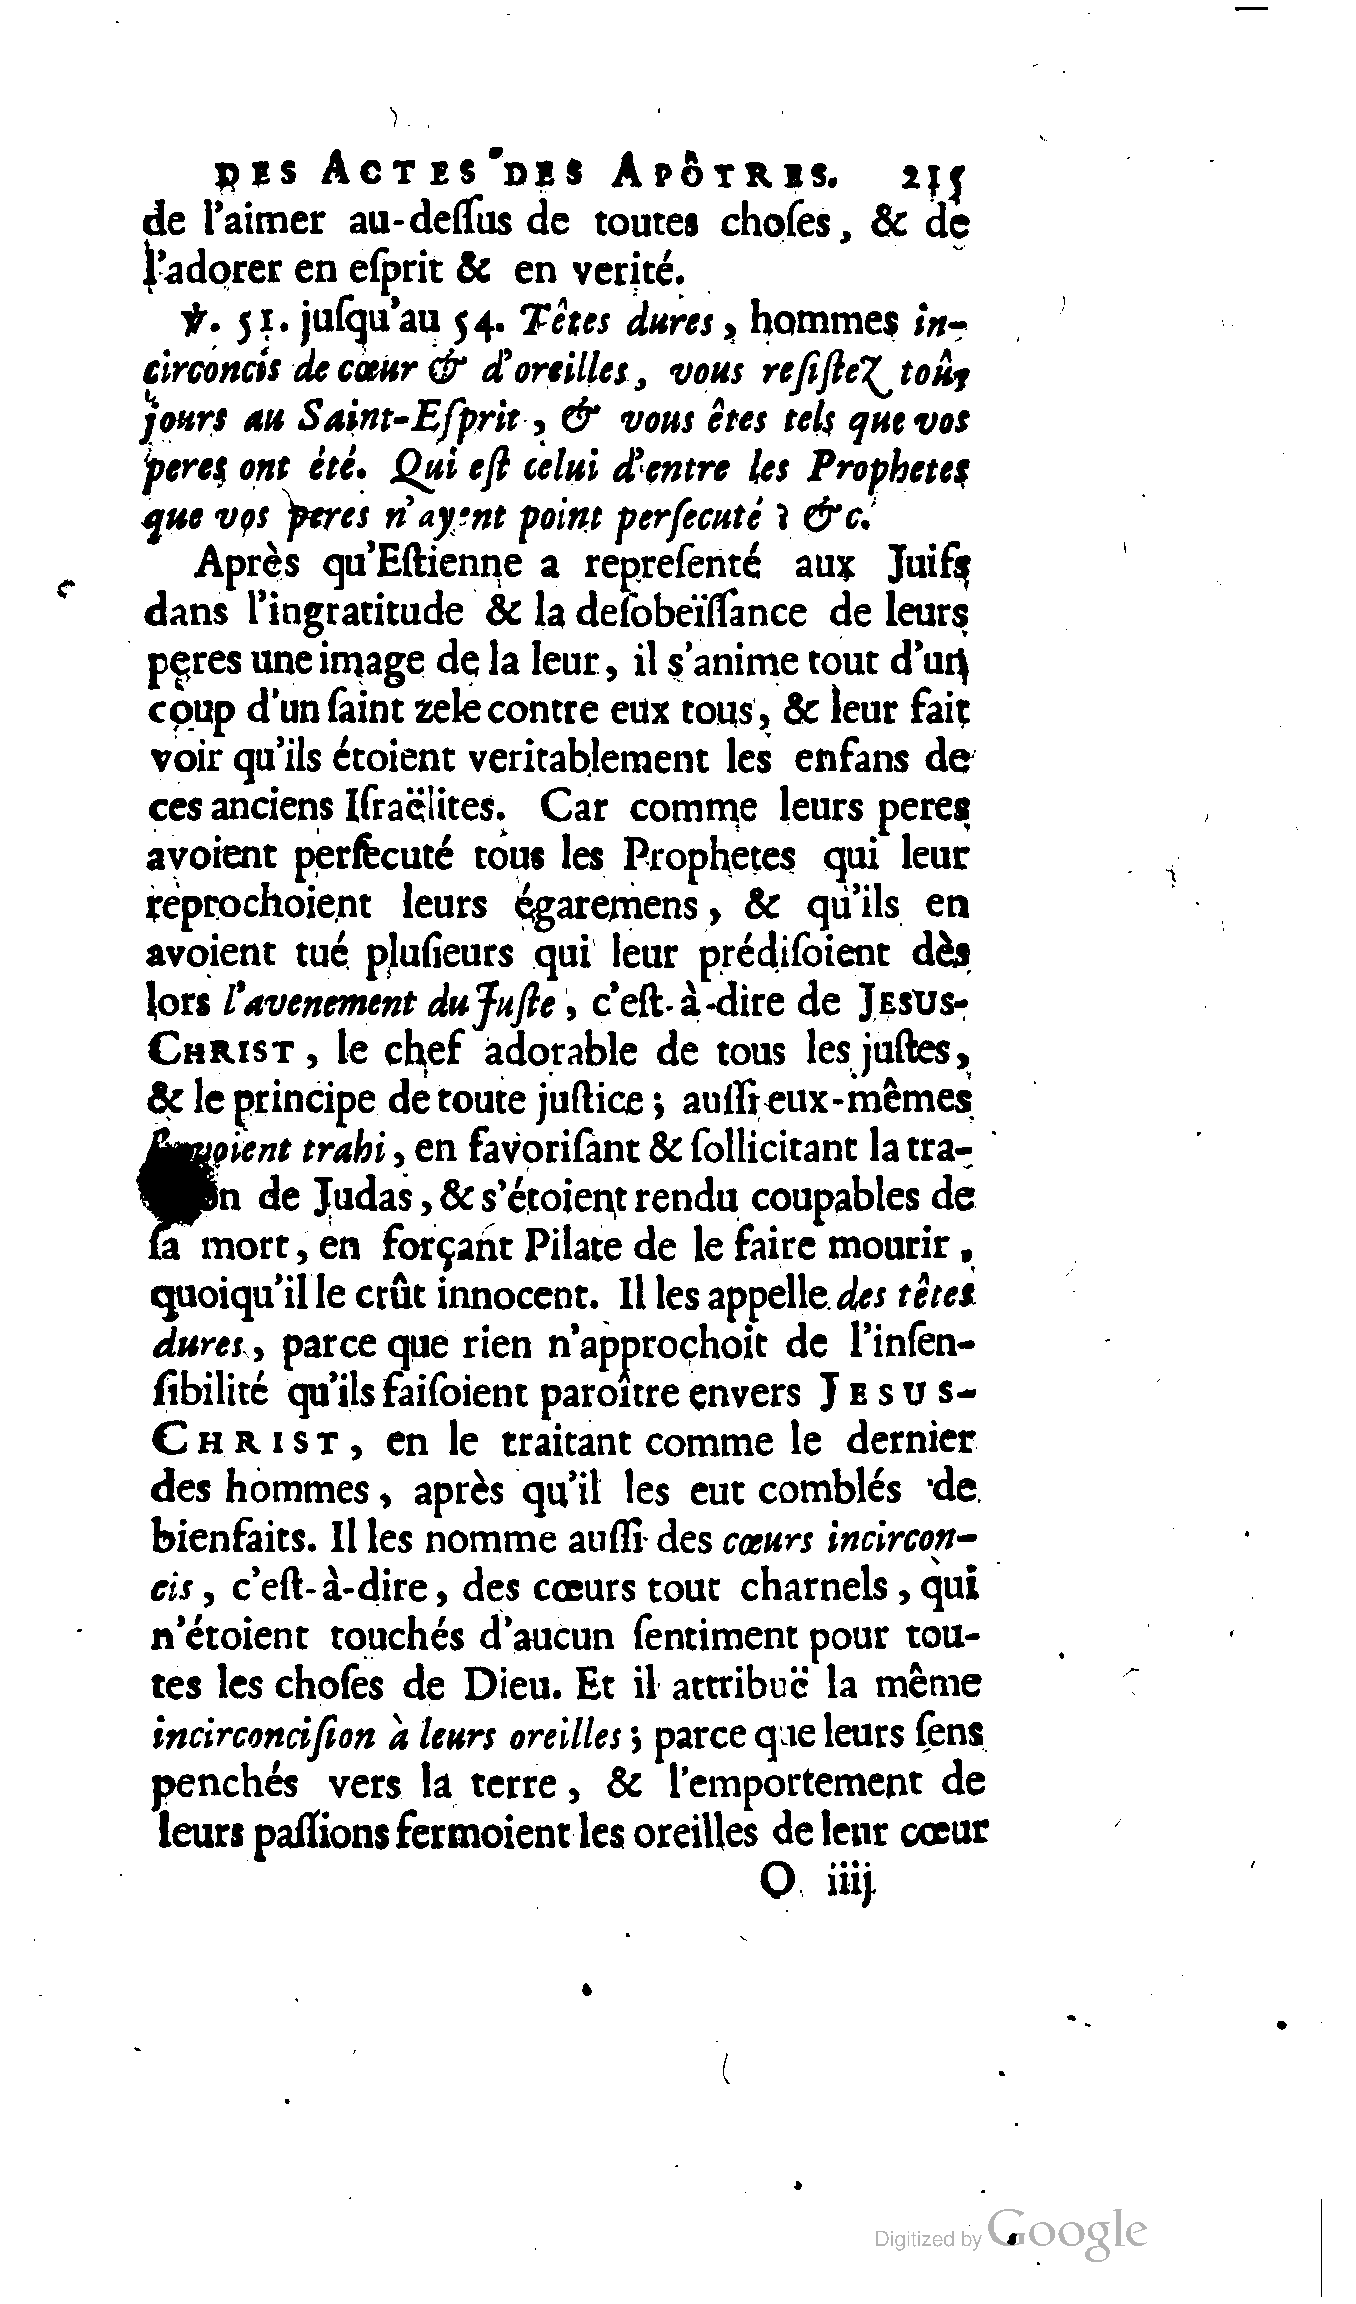 DES ACTES DES APÔTRES. 215
de l'aimer au-deſſus de toutes choſes, & de
l'adorer en eſprit & en verité.
℣. 51. juſqu'au 54. Têtes dures, hommes in-
circoncis de cœur & d'oreilles, vous reſiſtez toû-
jours au Saint-Eſprit, & vous êtes tels que vos
peres ont été. Qui eſt celui d'entre les Prophetes
que vos peres n'ayent point perſecuté ? &c.
Après qu'Eſtienne a repreſenté aux Juifs
dans l'ingratitude & la deſobeïſſance de leurs
peres une image de la leur, il s'anime tout d'un
coup d'un ſaint zele contre eux tous, & leur fait
voir qu'ils étoient veritablement les enfans de
ces anciens Iſraëlites. Car comme leurs peres
avoient perſecuté tous les Prophetes qui leur
reprochoient leurs égaremens, & qu'ils en
avoient tué pluſieurs qui leur prédiſoient dès
lors l'avenement du Juſte, c'eſt-à-dire de JESUS-
CHRIST, le chef adorable de tous les juſtes,
& le principe de toute juſtice; auſſi eux-mêmes
trahi, en favoriſant & ſollicitant la tra-
de Judas, & s'étoient rendu coupables de
ſa mort, en forçant Pilate de le faire mourir,
quoiqu'il le crût innocent. Il les appelle des têtes
dures, parce que rien n'approchoit de l'inſen-
ſibilité qu'ils faiſoient paroître envers JESUS-
CHRIST, en le traitant comme le dernier
des hommes, après qu'il les eut comblés de
bienfaits. Il les nomme auſſi des cœurs incircon-
cis, c'eſt-à-dire, des cœurs tout charnels, qui
n'étoient touchés d'aucun ſentiment pour tou-
tes les choſes de Dieu. Et il attribuë la même
incirconciſion à leurs oreilles; parce que leurs ſens
penchés vers la terre, & l'emportement de
leurs paſſions fermoient les oreilles de leur cœur
O iiij
Digitized by Google